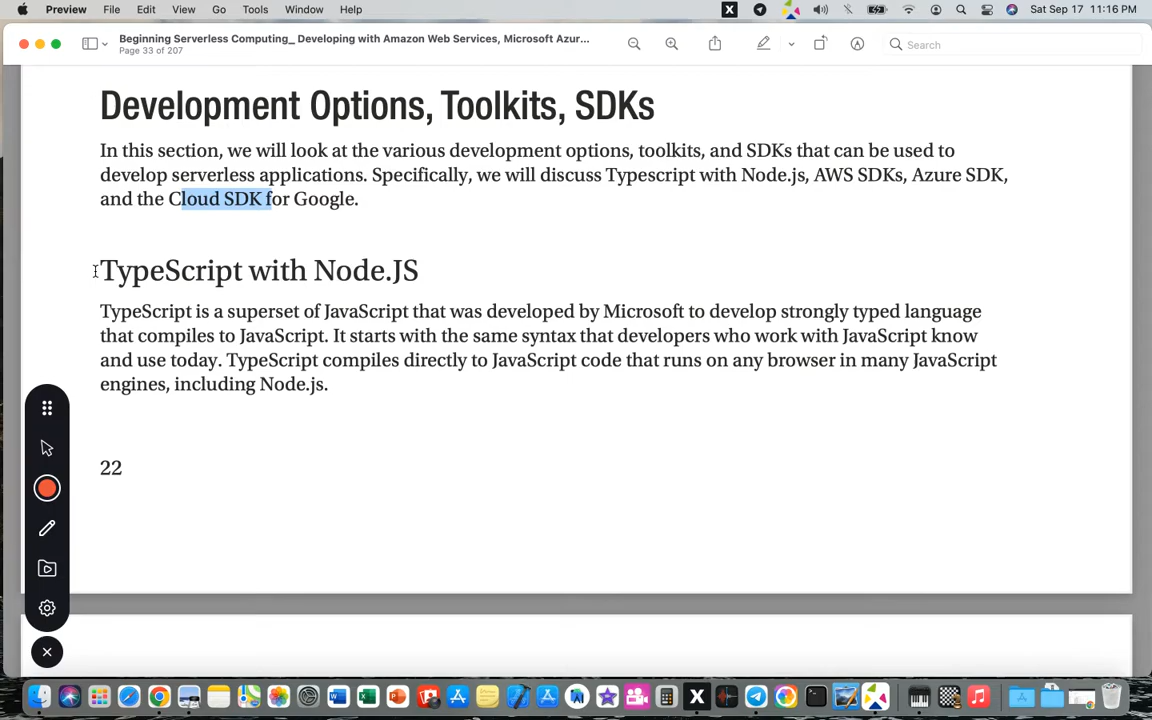 Preview File Edit View Go Tools Window Help Sat Sep 17 11:16 PM
Beginning Serverless Computing_ Developing with Amazon Web Services, Microsoft Azur...
Page 33 of 207
Search
Development Options, Toolkits, SDKs
In this section, we will look at the various development options, toolkits, and SDKs that can be used to
develop serverless applications. Specifically, we will discuss Typescript with Node.js, AWS SDKs, Azure SDK,
and the Cloud SDK for Google.
TypeScript with Node.JS
TypeScript is a superset of JavaScript that was developed by Microsoft to develop strongly typed language
that compiles to JavaScript. It starts with the same syntax that developers who work with JavaScript know
and use today. TypeScript compiles directly to JavaScript code that runs on any browser in many JavaScript
engines, including Node.js.
22